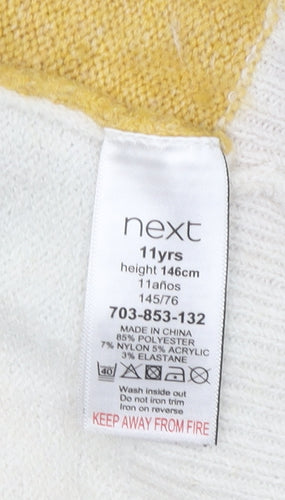 next
11yrs
height 146cm
11años
145/76
703-853-132
MADE IN CHINA
85% POLYESTER
7% NYLON 5% ACRYLIC
3% ELASTANE
40
Wash inside out
Do not iron trim
Iron on reverse
KEEP AWAY FROM FIRE